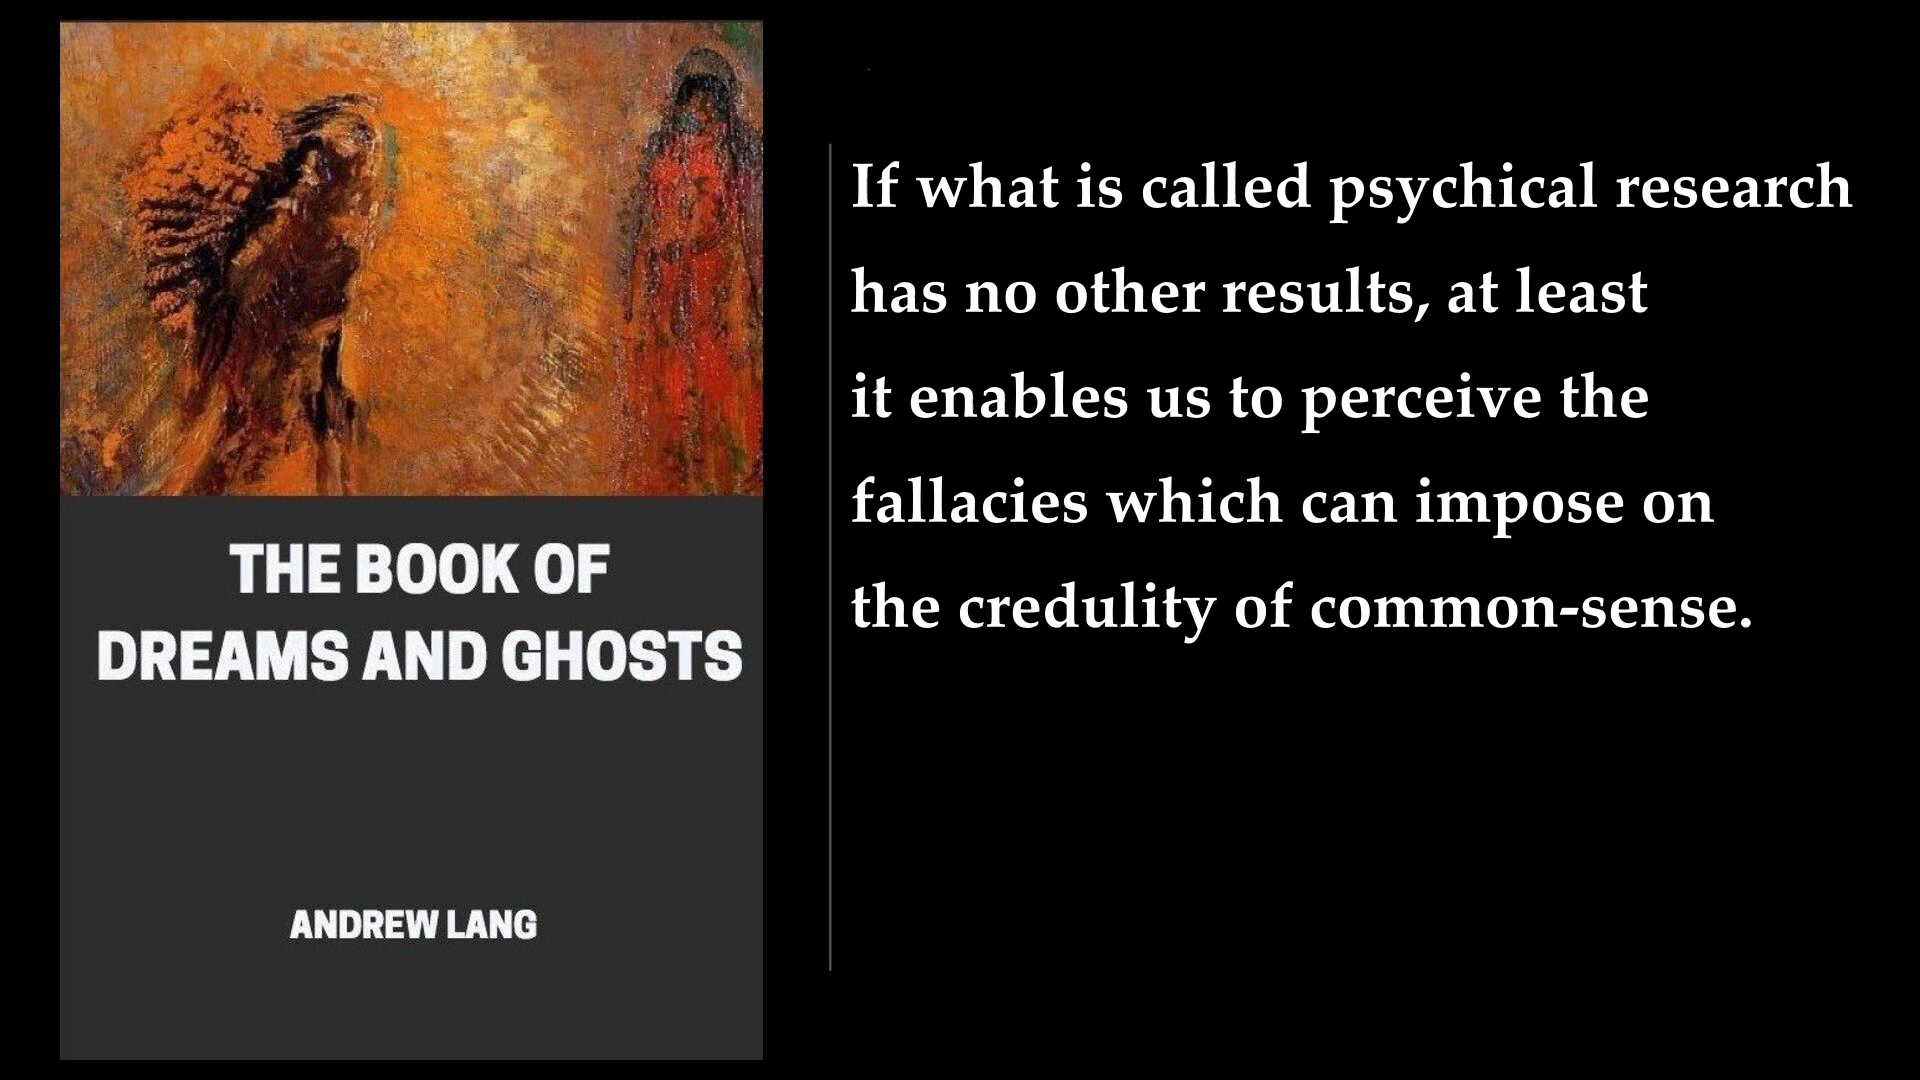 THE BOOK OF
DREAMS AND GHOSTS
ANDREW LANG
If what is called psychical research
has no other results, at least
it enables us to perceive the
fallacies which can impose on
the credulity of common-sense.